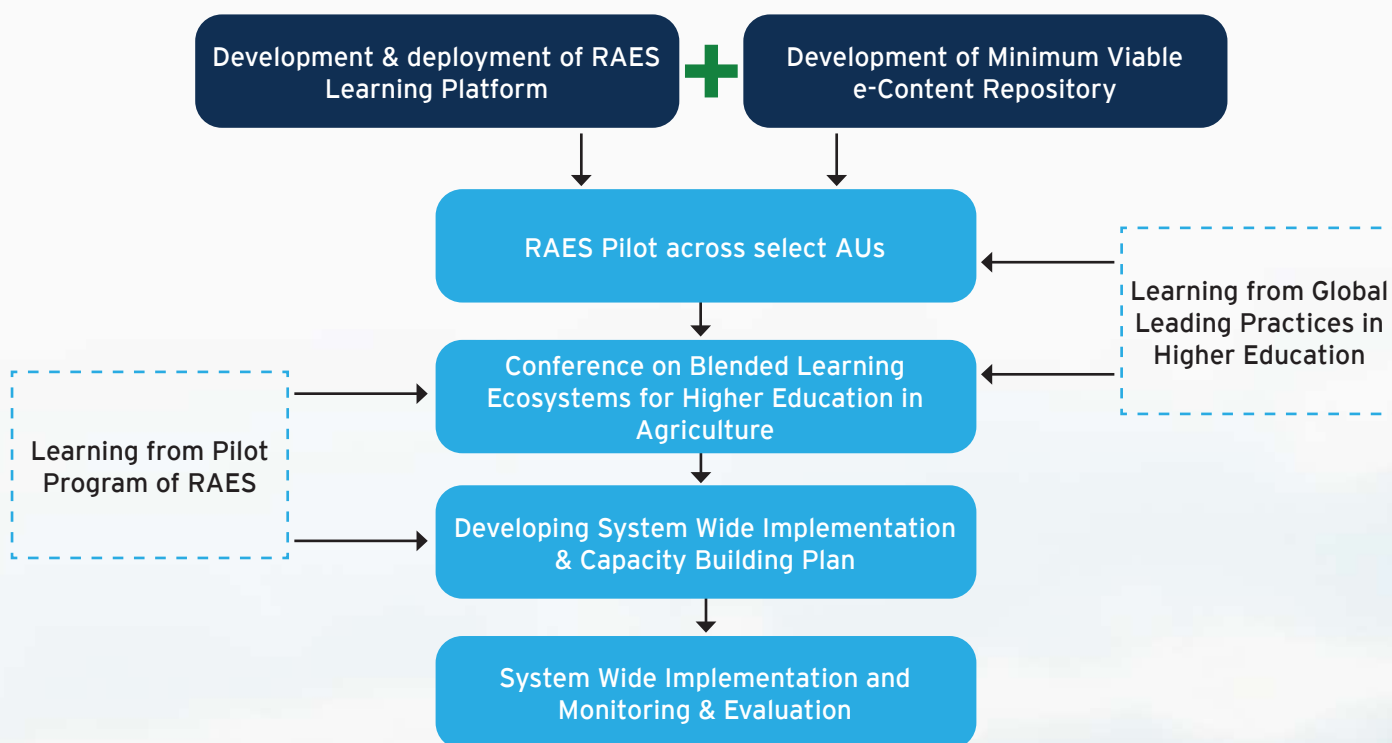 Development & deployment of RAES
Learning Platform
Development of Minimum Viable
e-Content Repository
RAES Pilot across select AUs
Learning from Global
Leading Practices in
Higher Education
Conference on Blended Learning
Ecosystems for Higher Education in
Agriculture
Learning from Pilot
Program of RAES
Developing System Wide Implementation
& Capacity Building Plan
System Wide Implementation and
Monitoring & Evaluation